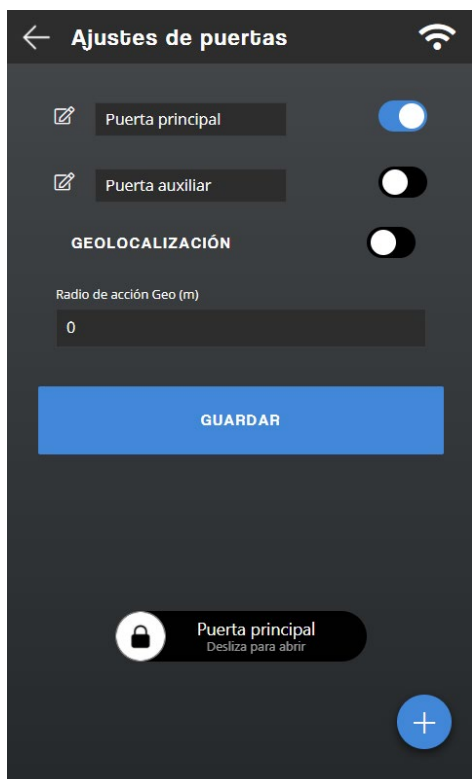 Ajustes de puertas
Puerta principal
Puerta auxiliar
GEOLOCALIZACIÓN
Radio de acción Geo (m)
0
GUARDAR
Puerta principal
Desliza para abrir